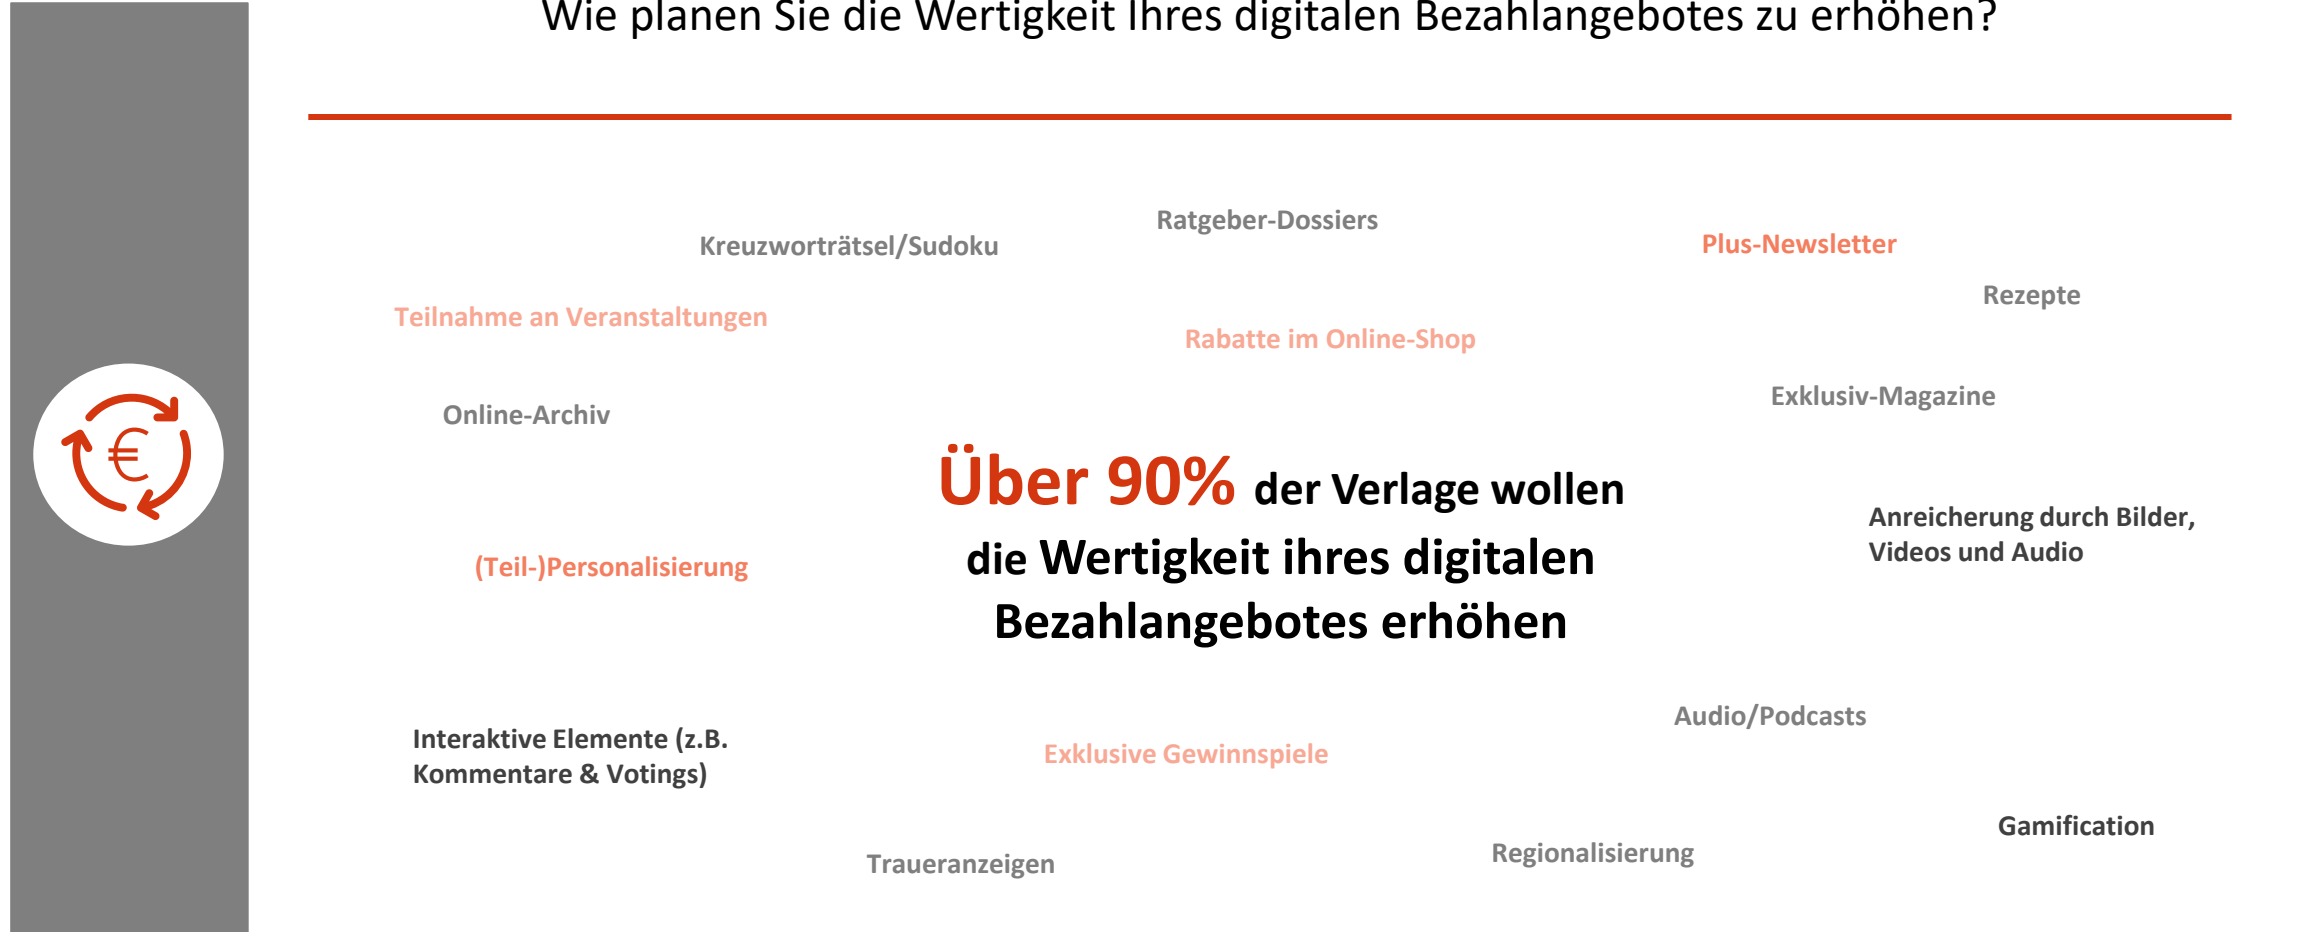 Wie planen Sie die Wertigkeit Ihres digitalen Bezahlangebotes zu erhöhen?
Ratgeber-Dossiers
Kreuzworträtsel/Sudoku
Plus-Newsletter
Rezepte
Teilnahme an Veranstaltungen
Rabatte im Online-Shop
Exklusiv-Magazine
Online-Archiv
Über 90% der Verlage wollen
die Wertigkeit ihres digitalen
Bezahlangebotes erhöhen
Anreicherung durch Bilder,
Videos und Audio
(Teil-)Personalisierung
Audio/Podcasts
Interaktive Elemente (z.B.
Kommentare & Votings)
Exklusive Gewinnspiele
Gamification
Regionalisierung
Traueranzeigen
€